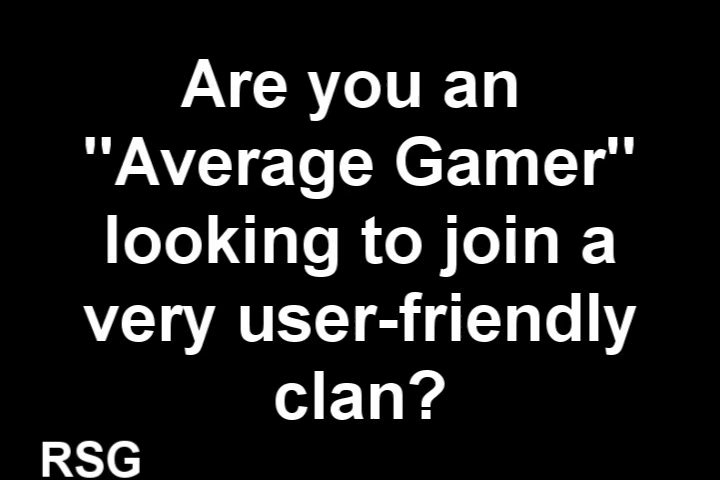 Are you an
"Average Gamer"
looking to join a
very user-friendly
clan?
RSG